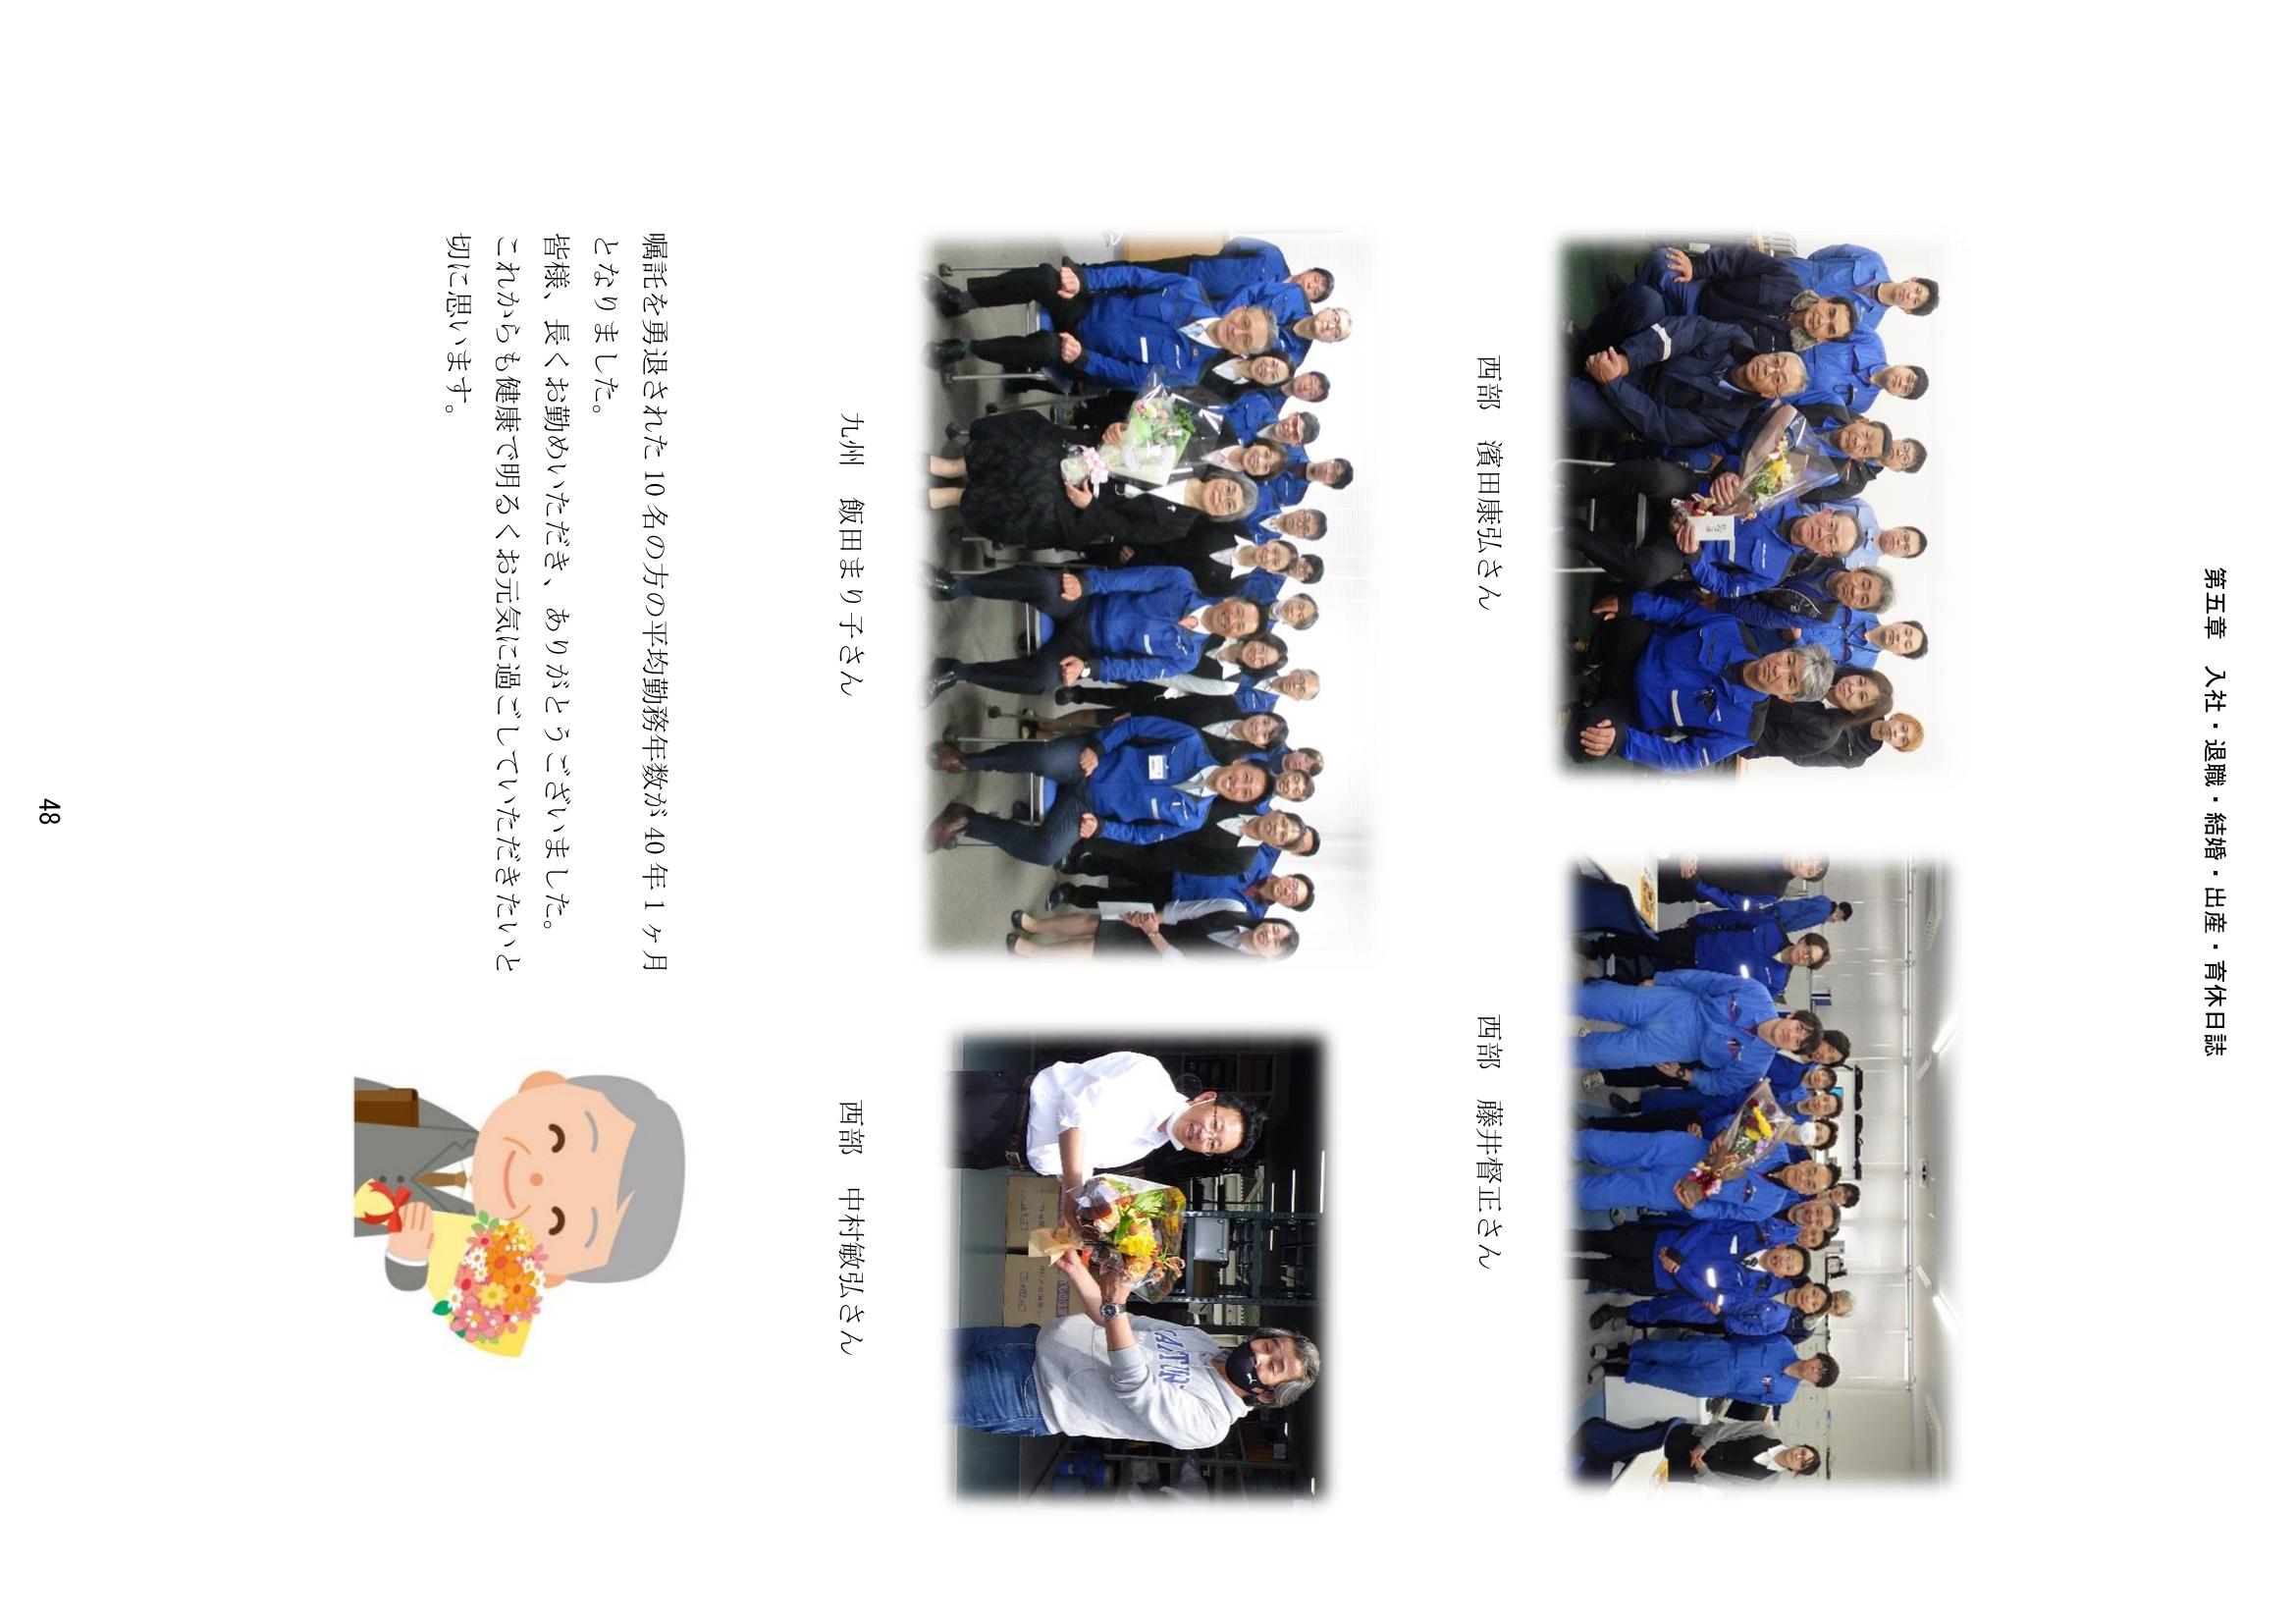 第五章　入社・退職・結婚・出産・育休日誌
西部　濱田康弘さん
西部　藤井督正さん
九州　飯田まり子さん
西部　中村敏弘さん
嘱託を勇退された 10 名の方の平均勤務年数が 40 年 1 ヶ月
となりました。
皆様、長くお勤めいただき、ありがとうございました。
これからも健康で明るくお元気に過ごしていただきたいと
切に思います。
48